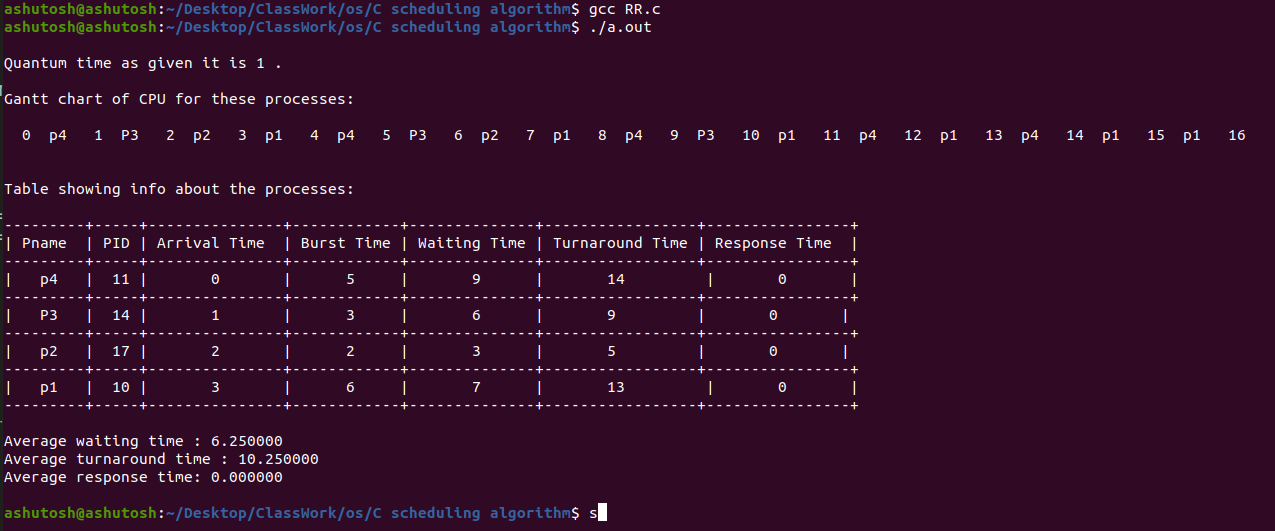 ashutosh@ashutosh:~/Desktop/ClassWork/os/C scheduling algorithm$ gcc RR.c
ashutosh@ashutosh:~/Desktop/ClassWork/os/C scheduling algorithm$ ./a.out
Quantum time as given it is 1 .
Gantt chart of CPU for these processes:
0 p4 1 P3 2 p2 3 p1 4 p4 5 P3 6 p2 7 p1 8 p4 9 P3 10 p1 11 p4 12 p1 13 p4 14 p1 15 p1 16
Table showing info about the processes:
---------+-----+---------------+------------+--------------+-----------------+----------------+
| Pname | PID | Arrival Time | Burst Time | Waiting Time | Turnaround Time | Response Time |
---------+-----+---------------+------------+--------------+-----------------+----------------+
| p4 | 11 | 0 | 5 | 9 | 14 | 0 |
---------+-----+---------------+------------+--------------+-----------------+----------------+
| P3 | 14 | 1 | 3 | 6 | 9 | 0 |
---------+-----+---------------+------------+--------------+-----------------+----------------+
| p2 | 17 | 2 | 2 | 3 | 5 | 0 |
---------+-----+---------------+------------+--------------+-----------------+----------------+
| p1 | 10 | 3 | 6 | 7 | 13 | 0 |
---------+-----+---------------+------------+--------------+-----------------+----------------+
Average waiting time : 6.250000
Average turnaround time : 10.250000
Average response time: 0.000000
ashutosh@ashutosh:~/Desktop/ClassWork/os/C scheduling algorithm$ s